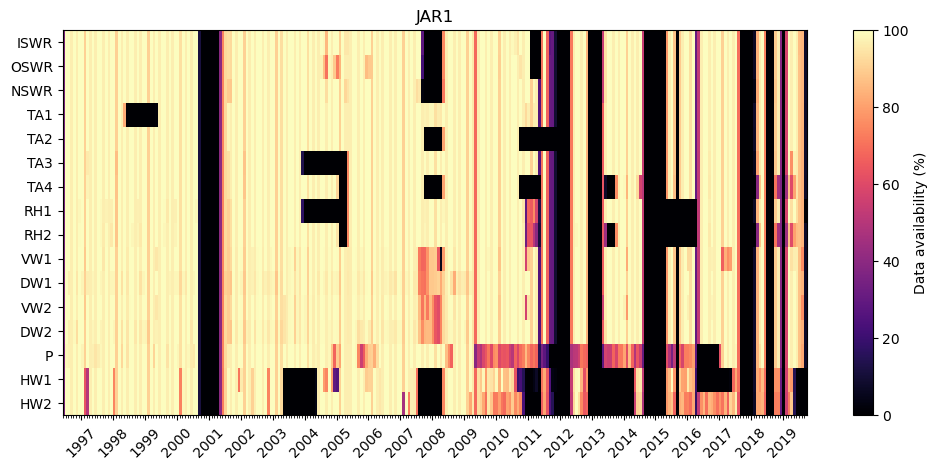 JAR1
ISWR
OSWR
NSWR
TA1
TA2
TA3
TA4
RH1
RH2
VW1
DW1
VW2
DW2
P
HW1
HW2
1997 1998 1999 2000 2001 2002 2003 2004 2005 2006 2007 2008 2009 2010 2011 2012 2013 2014 2015 2016 2017 2018 2019
100
80
60
40
20
0
Data availability (%)